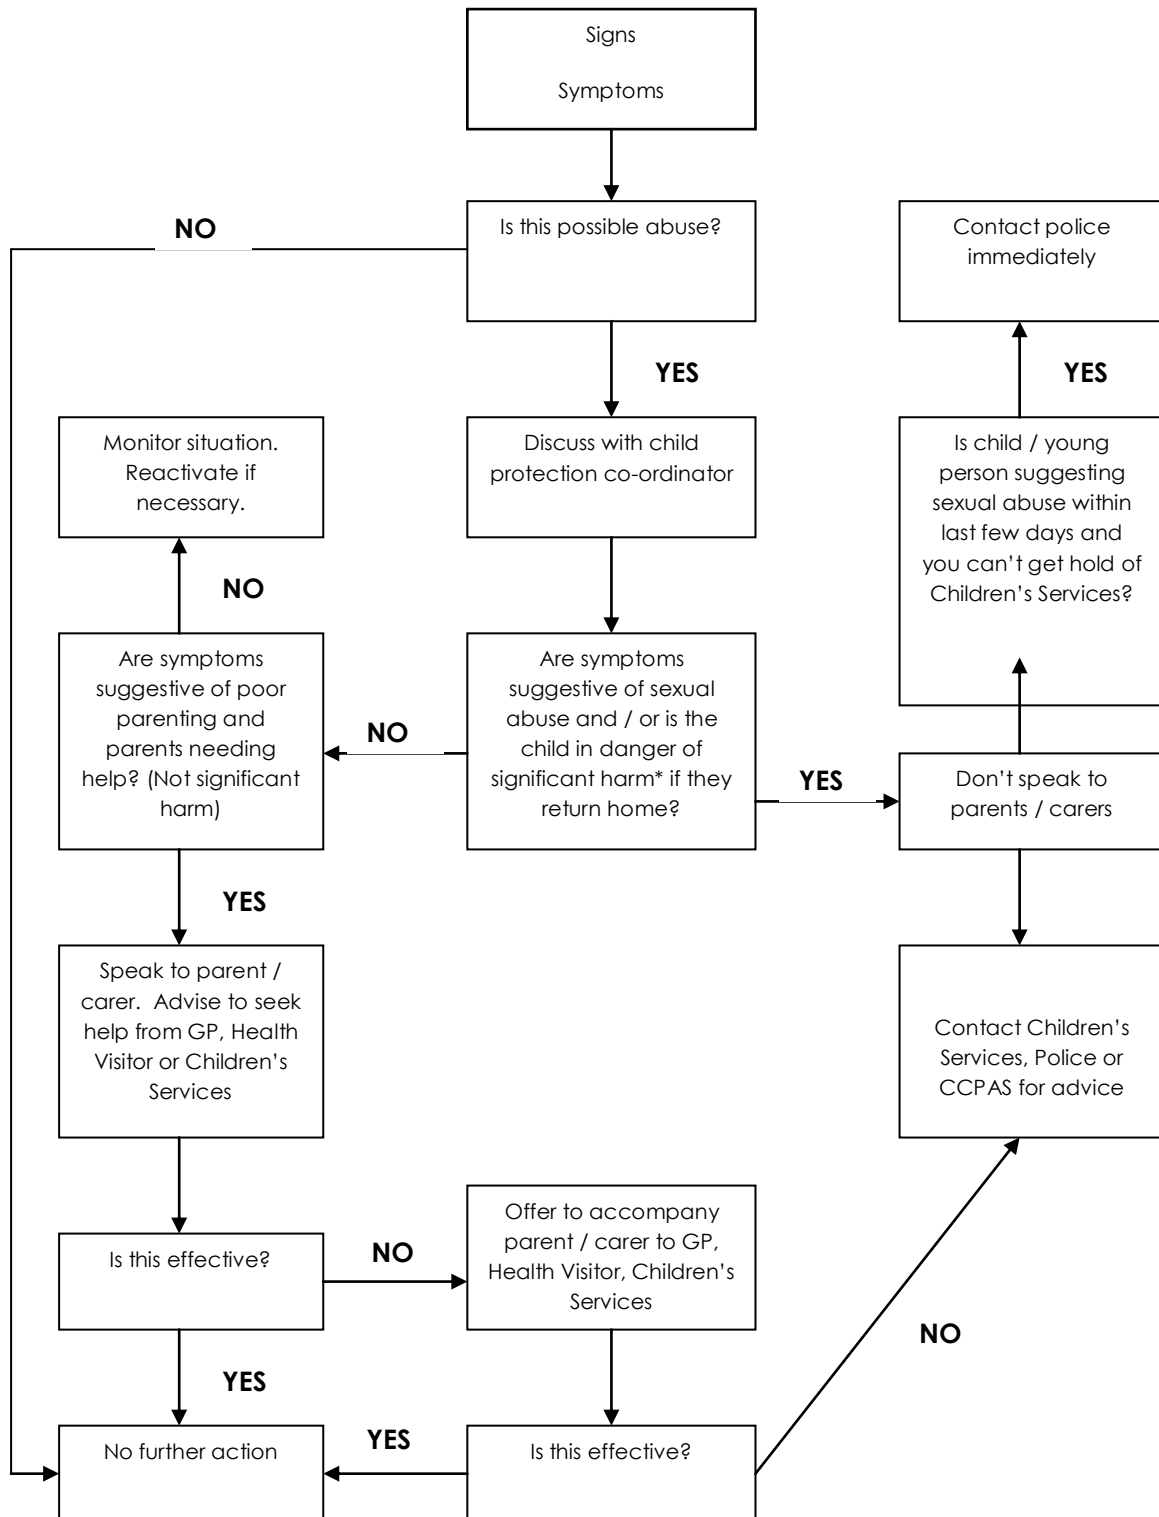 Signs
Symptoms
NO
Is this possible abuse?
Contact police
immediately
YES
YES
Monitor situation.
Reactivate if
necessary.
Discuss with child
protection co-ordinator
Is child / young
person suggesting
sexual abuse within
last few days and
you can't get hold of
Children's Services?
NO
Are symptoms
suggestive of poor
parenting and
parents needing
help? (Not significant
harm)
NO
Are symptoms
suggestive of sexual
abuse and / or is the
child in danger of
significant harm* if they
return home?
YES
Don't speak to
parents / carers
YES
Speak to parent /
carer.  Advise to seek
help from GP, Health
Visitor or Children's
Services
Contact Children's
Services, Police or
CCPAS for advice
Is this effective?
NO
Offer to accompany
parent / carer to GP,
Health Visitor, Children's
Services
NO
YES
No further action
YES
Is this effective?